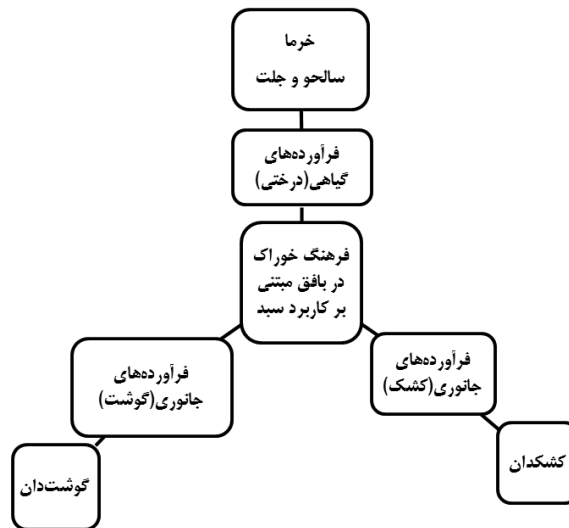 خرما
سالحو و جلت
فرآورده‌های
گیاهی(درختی)
فرهنگ خوراک
در بافق مبتنی
بر کاربرد سبد
فرآورده‌های
جانوری(کشک)
کشکدان
فرآورده‌های
جانوری(گوشت)
گوشت‌دان